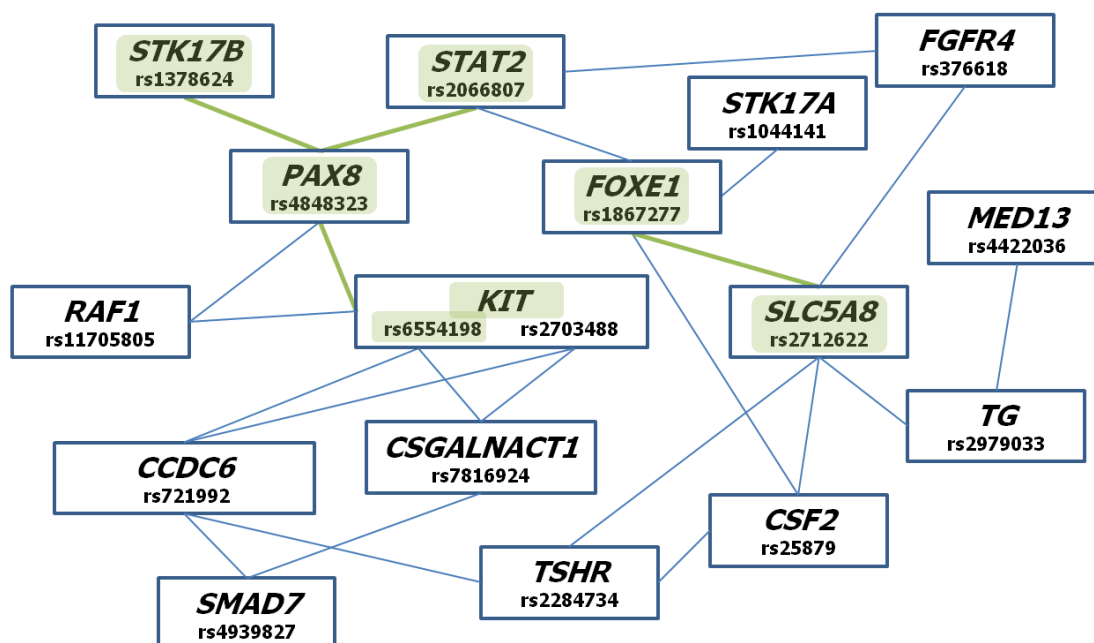 STK17B
rs1378624
STAT2
rs2066807
FGFR4
rs376618
STK17A
rs1044141
PAX8
rs4848323
FOXE1
rs1867277
MED13
rs4422036
RAF1
rs11705805
KIT
rs6554198 rs2703488
SLC5A8
rs2712622
TG
rs2979033
CCDC6
rs721992
CSGALNACT1
rs7816924
CSF2
rs25879
TSHR
rs2284734
SMAD7
rs4939827